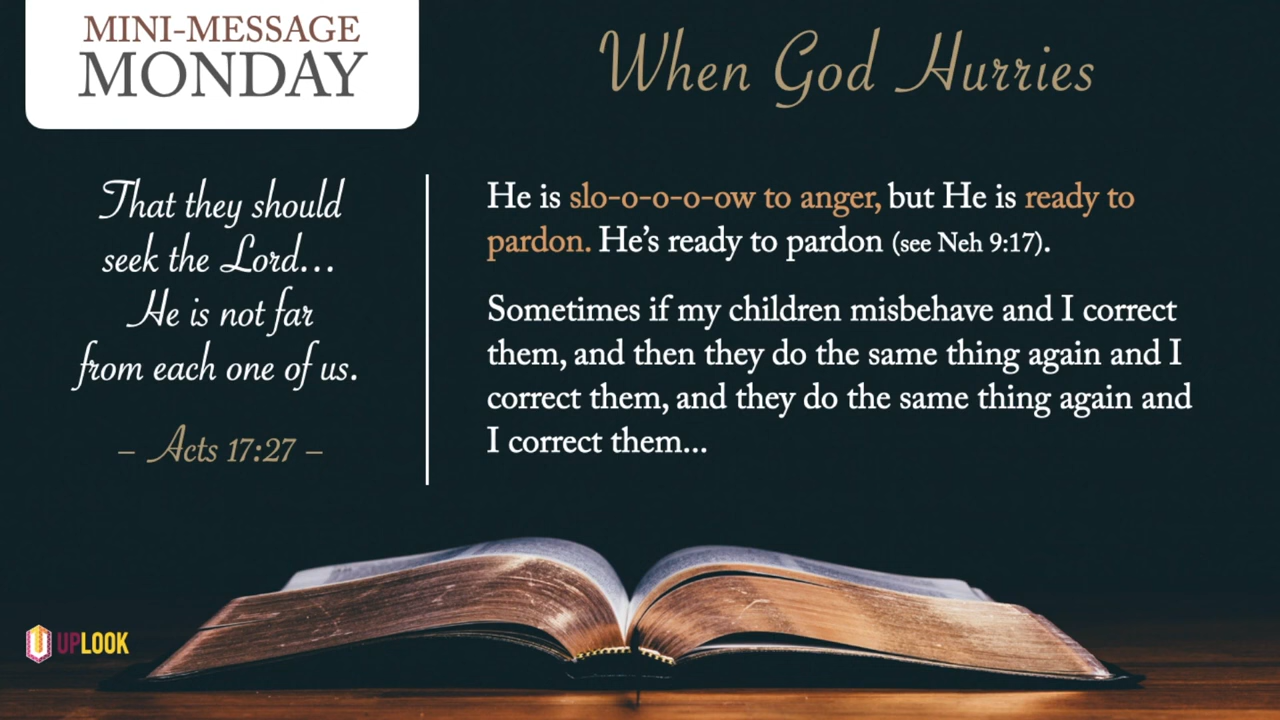 MINI-MESSAGE
MONDAY
When God Hurries
That they should
seek the Lord...
He is not far
from each one of us.
– Acts 17:27 –
He is slo-o-o-o-ow to anger, but He is ready to
pardon. He's ready to pardon (see Neh 9:17).
Sometimes if my children misbehave and I correct
them, and then they do the same thing again and I
correct them, and they do the same thing again and
I correct them...
UPLOOK